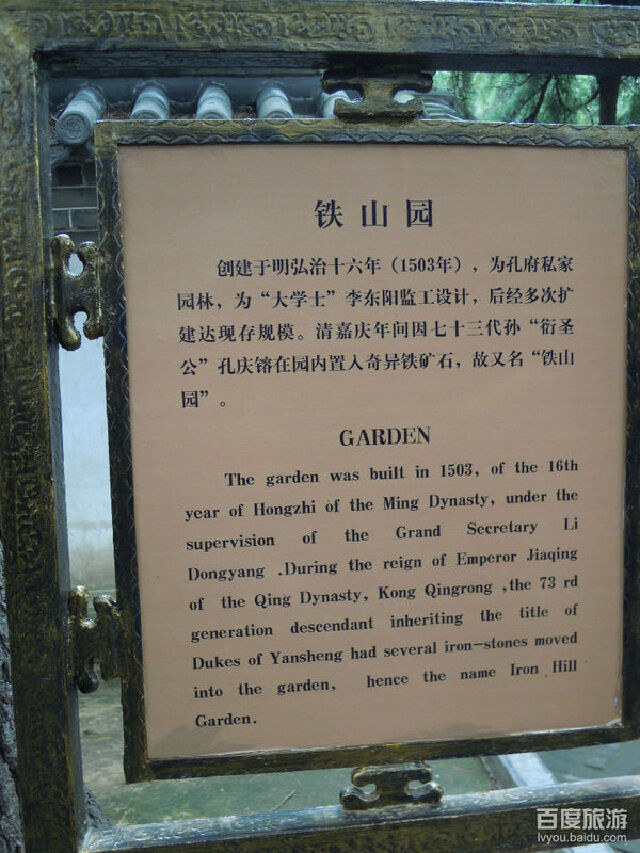 铁山园
创建于明弘治十六年（1503年），为孔府私家
园林，为“大学士”李东阳监工设计，后经多次扩
建达现存规模。清嘉庆年间因七十三代孙“衍圣
公”孔庆镕在园内置入奇异铁矿石，故又名“铁山
园”。
GARDEN
The garden was built in 1503, of the 16th
year of Hongzhi of the Ming Dynasty, under the
supervision of the Grand Secretary Li
Dongyang .During the reign of Emperor Jiaqing
of the Qing Dynasty, Kong Qingrong ,the 73 rd
generation descendant inheriting the title of
Dukes of Yansheng had several iron-stones moved
into the garden, hence the name Iron Hill
Garden.
百度旅游
lvyou.baidu.com